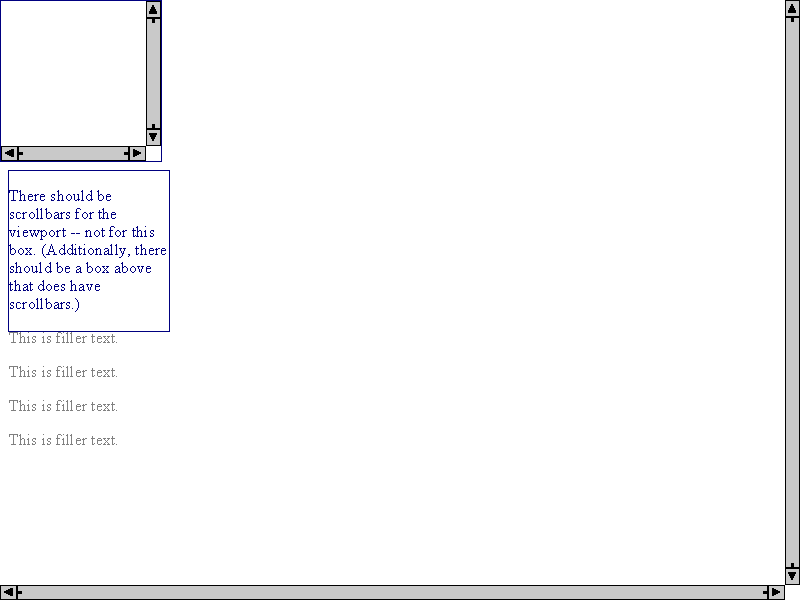 There should be
scrollbars for the
viewport -- not for this
box. (Additionally, there
should be a box above
that does have
scrollbars.)
This is filler text.
This is filler text.
This is filler text.
This is filler text.